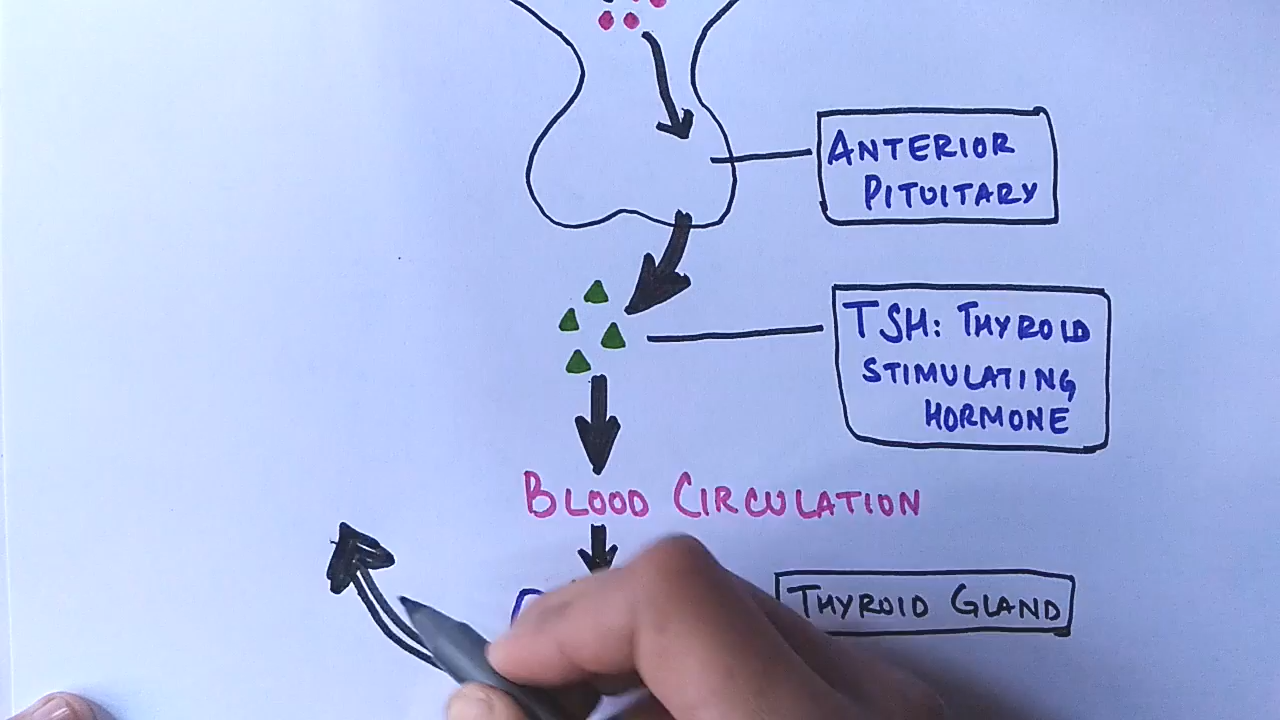 ANTERIOR
PITUITARY
TSH: THYROID
STIMULATING
HORMONE
BLOOD CIRCULATION
THYROID GLAND